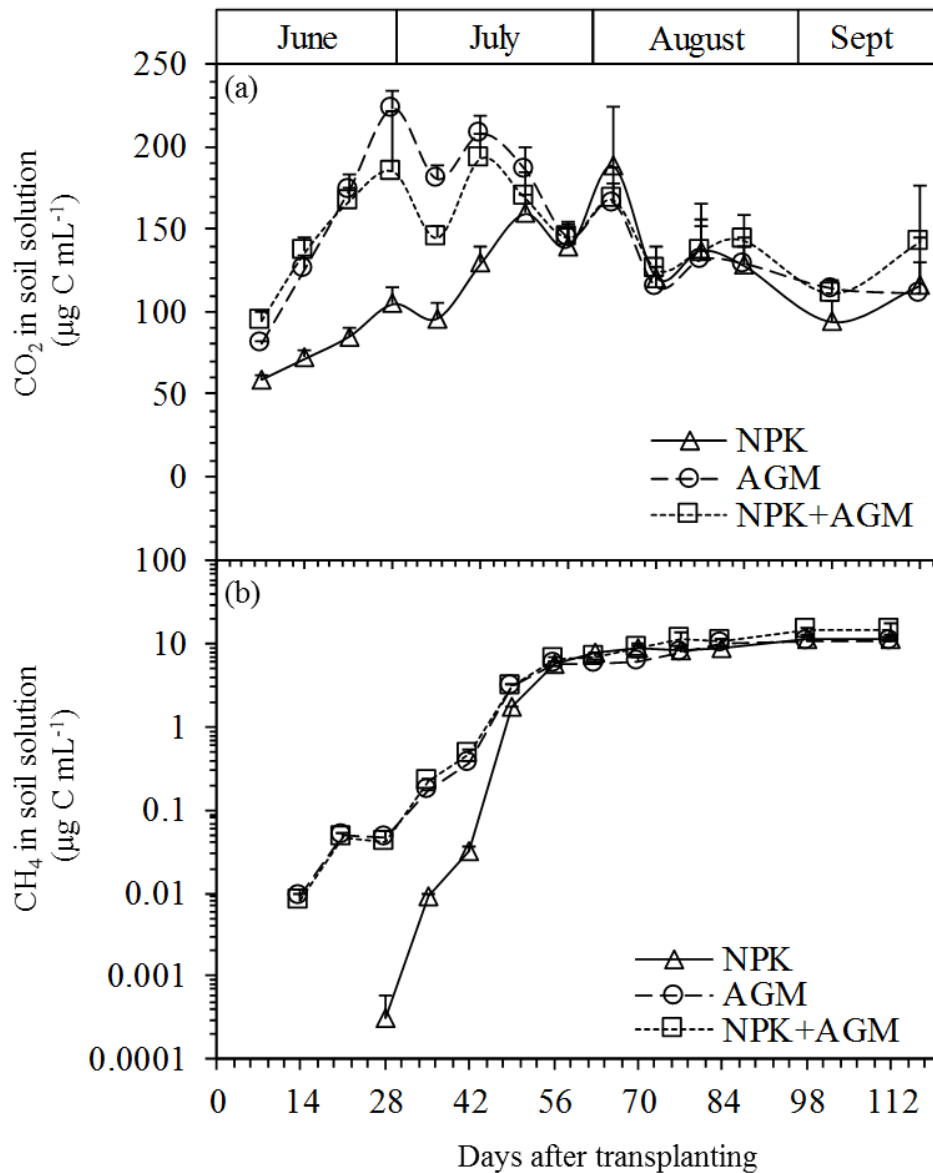 June July August Sept
(a)
250
200
150
100
50
0
CO₂ in soil solution
(µg C mL⁻¹)
NPK
AGM
NPK+AGM
(b)
100
10
1
0.1
0.01
0.001
0.0001
CH₄ in soil solution
(µg C mL⁻¹)
NPK
AGM
NPK+AGM
0 14 28 42 56 70 84 98 112
Days after transplanting